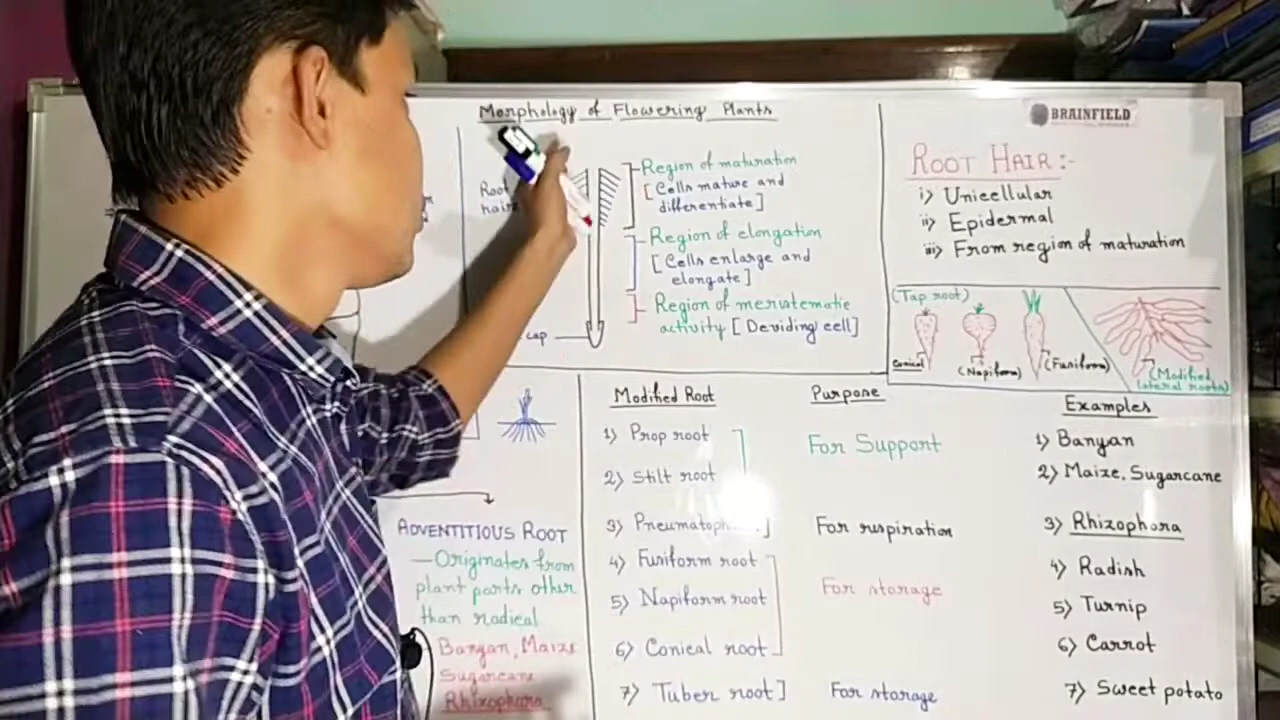 Morphology of Flowering Plants
BRAINFIELD
Root
hairs
Region of maturation
[Cells mature and
differentiate]
Region of elongation
[Cells enlarge and
elongate]
Region of meristematic
activity [Deviding cell]
cap
ROOT HAIR:-
i) Unicellular
ii) Epidermal
iii) From region of maturation
(Tap root)
Conical
(Napiform)
(Fusiform)
(Modified
lateral roots)
ADVENTITIOUS ROOT
—Originates from
plant parts other
than radical
Banyan, Maize
Sugarcane
Rhizophora
Modified Root Purpose Examples
1) Prop root For Support 1) Banyan
2) Stilt root 2) Maize, Sugarcane
3) Pneumatoph ] For respiration 3) Rhizophora
4) Fusiform root 4) Radish
5) Napiform root For storage 5) Turnip
6) Conical root 6) Carrot
7) Tuber root] For storage 7) Sweet potato